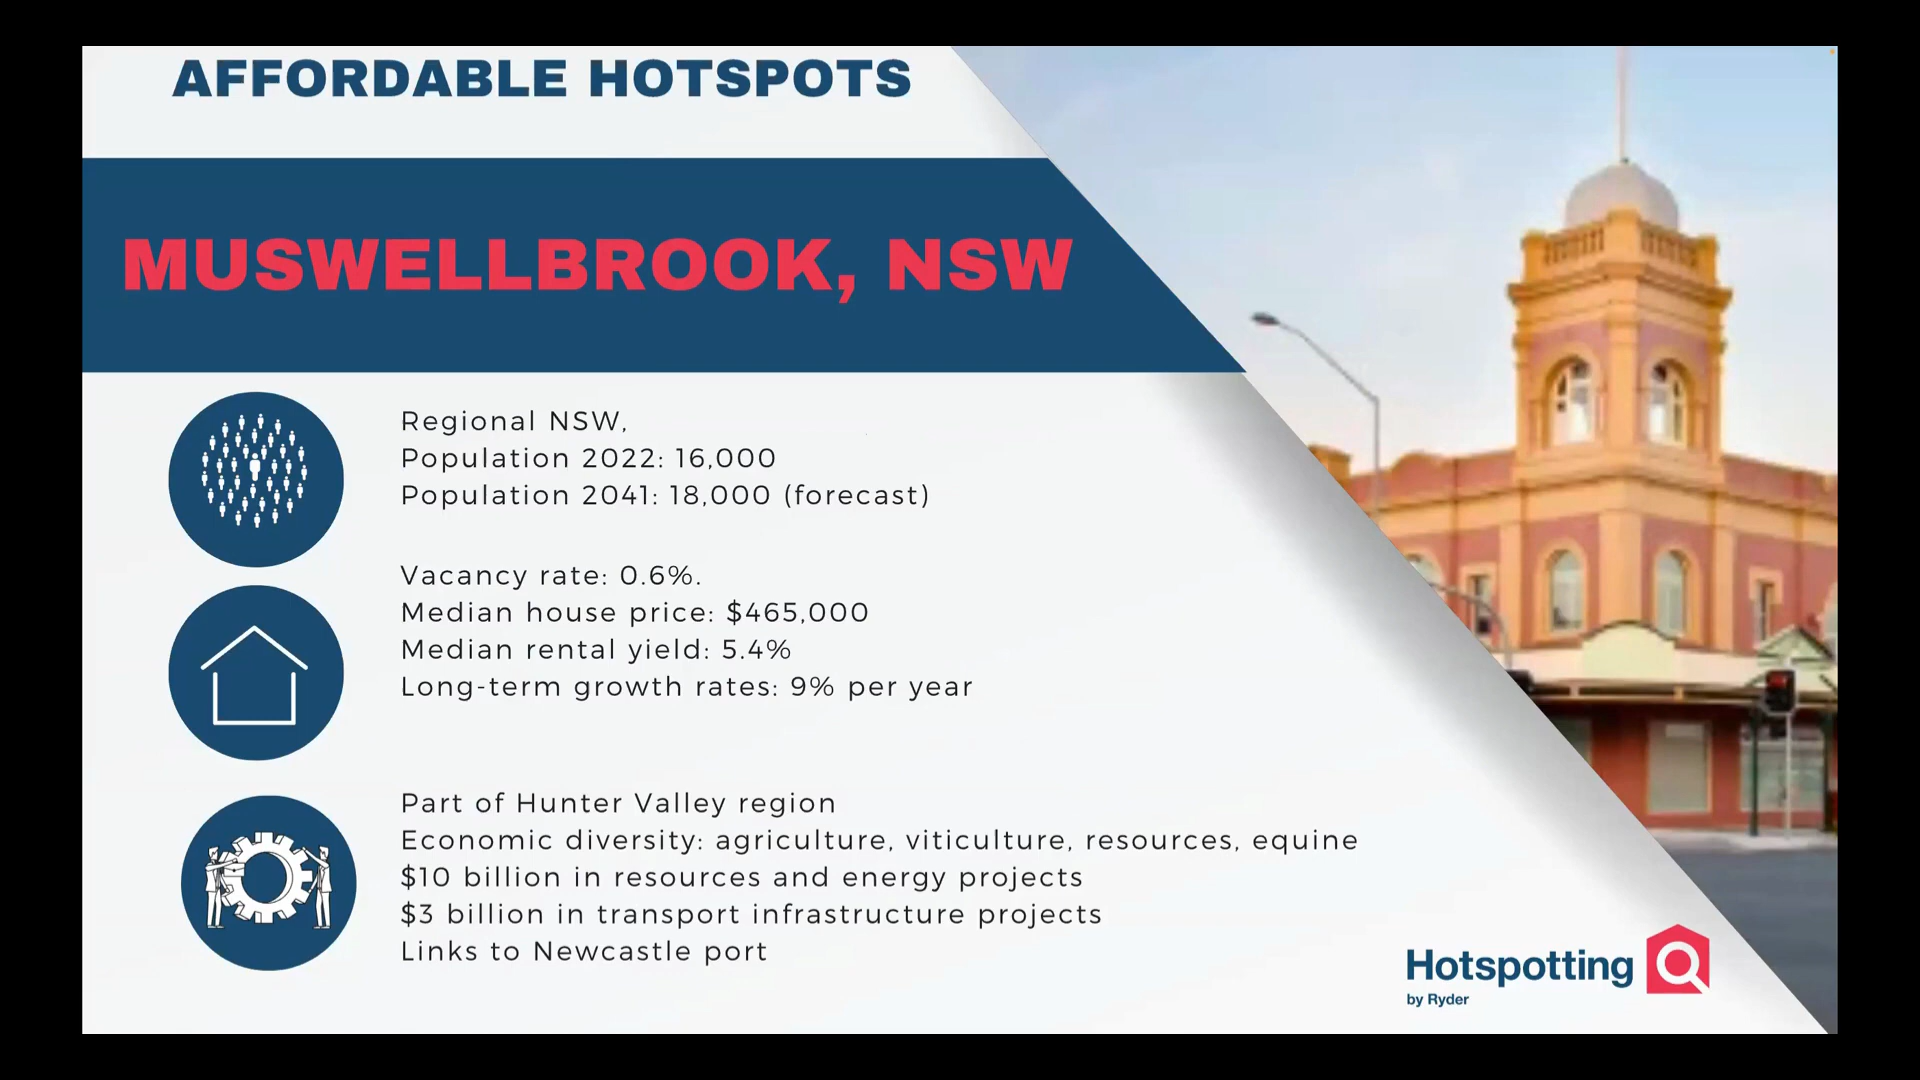 AFFORDABLE HOTSPOTS
MUSWELLBROOK, NSW
Regional NSW,
Population 2022: 16,000
Population 2041: 18,000 (forecast)
Vacancy rate: 0.6%.
Median house price: $465,000
Median rental yield: 5.4%
Long-term growth rates: 9% per year
Part of Hunter Valley region
Economic diversity: agriculture, viticulture, resources, equine
$10 billion in resources and energy projects
$3 billion in transport infrastructure projects
Links to Newcastle port
Hotspotting
by Ryder